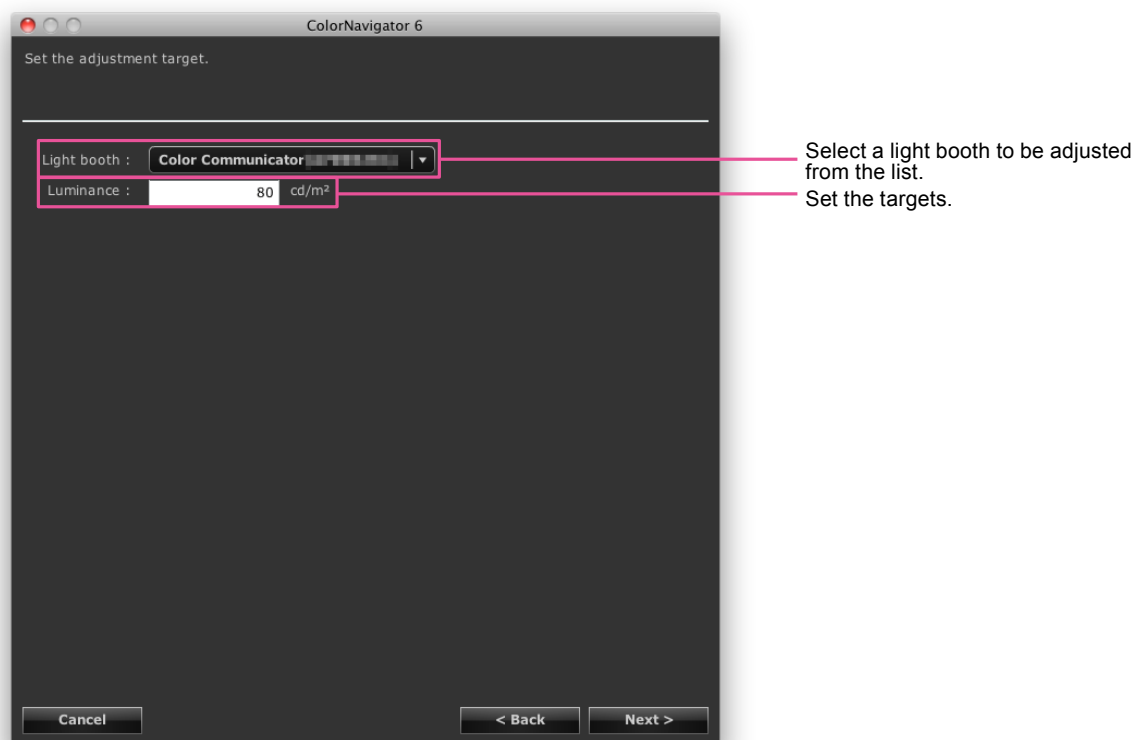 ColorNavigator 6
Set the adjustment target.
Light booth :
Color Communicator
Select a light booth to be adjusted
from the list.
Luminance :
80 cd/m²
Set the targets.
Cancel
< Back
Next >